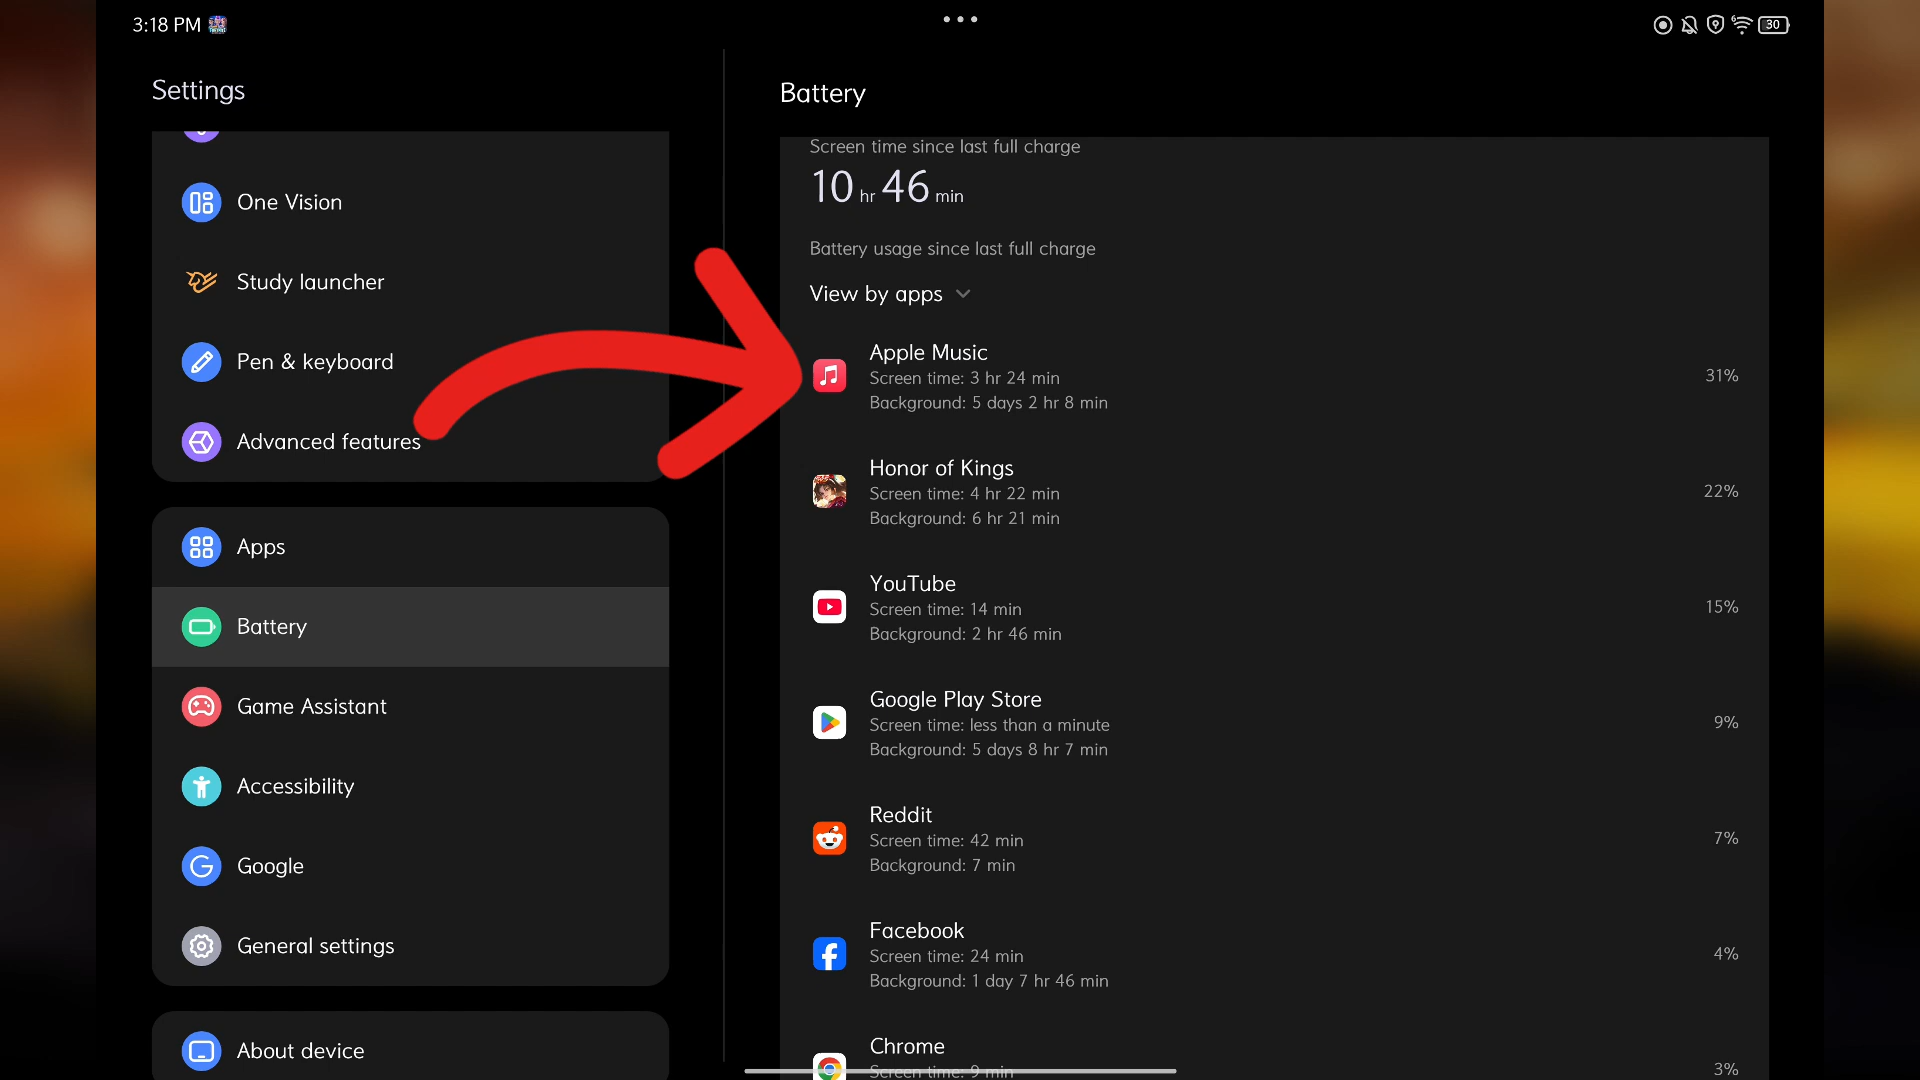 3:18 PM
6
30
Settings
One Vision
Study launcher
Pen & keyboard
Advanced features
Apps
Battery
Game Assistant
Accessibility
Google
General settings
About device
Battery
Screen time since last full charge
10 hr 46 min
Battery usage since last full charge
View by apps
Apple Music
Screen time: 3 hr 24 min
Background: 5 days 2 hr 8 min
31%
Honor of Kings
Screen time: 4 hr 22 min
Background: 6 hr 21 min
22%
YouTube
Screen time: 14 min
Background: 2 hr 46 min
15%
Google Play Store
Screen time: less than a minute
Background: 5 days 8 hr 7 min
9%
Reddit
Screen time: 42 min
Background: 7 min
7%
Facebook
Screen time: 24 min
Background: 1 day 7 hr 46 min
4%
Chrome
Screen time: 9 min
3%